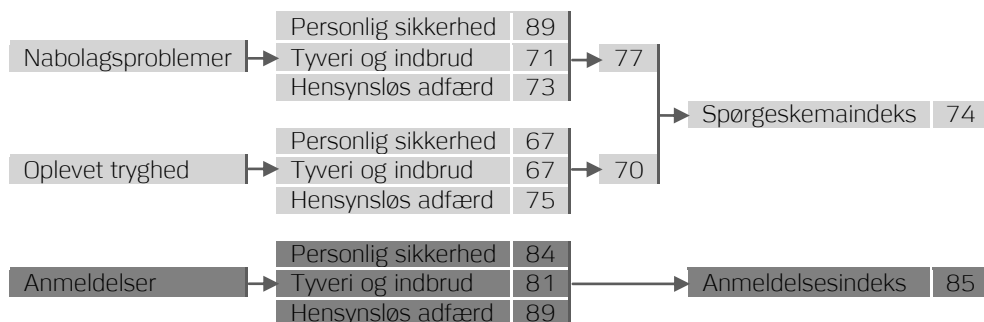 Personlig sikkerhed 89
Nabolagsproblemer Tyveri og indbrud 71 77
Hensynsløs adfærd 73
Spørgeskemaindeks 74
Personlig sikkerhed 67
Oplevet tryghed Tyveri og indbrud 67 70
Hensynsløs adfærd 75
Personlig sikkerhed 84
Anmeldelser Tyveri og indbrud 81 Anmeldelsesindeks 85
Hensynsløs adfærd 89